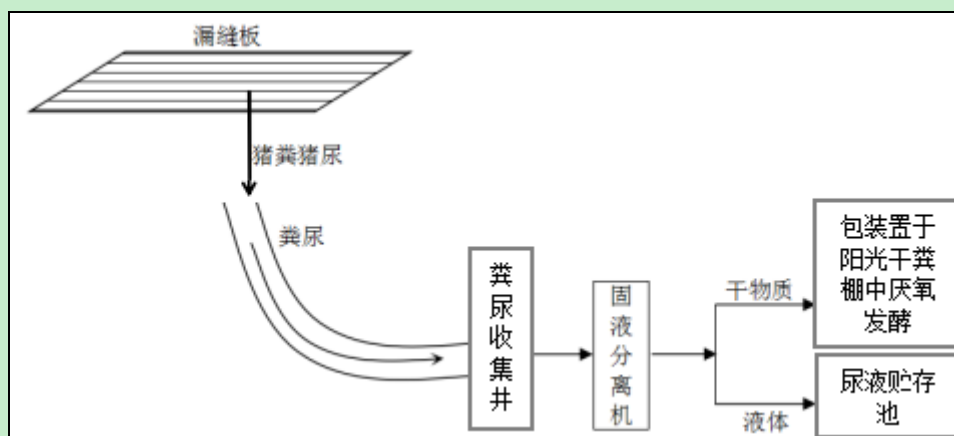 漏缝板
猪粪猪尿
粪尿
粪
尿
收
集
井
固
液
分
离
机
干物质
液体
包装置于
阳光干粪
棚中厌氧
发酵
尿液贮存
池